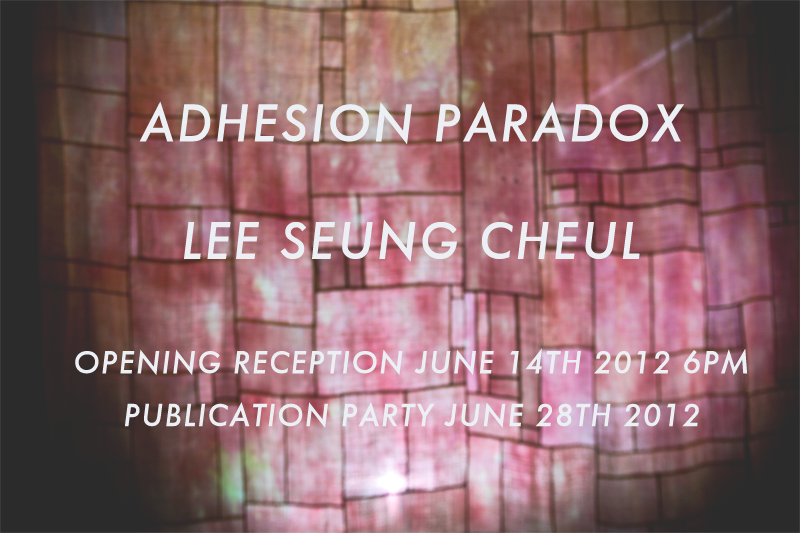 ADHESION PARADOX
LEE SEUNG CHEUL
OPENING RECEPTION JUNE 14TH 2012 6PM
PUBLICATION PARTY JUNE 28TH 2012